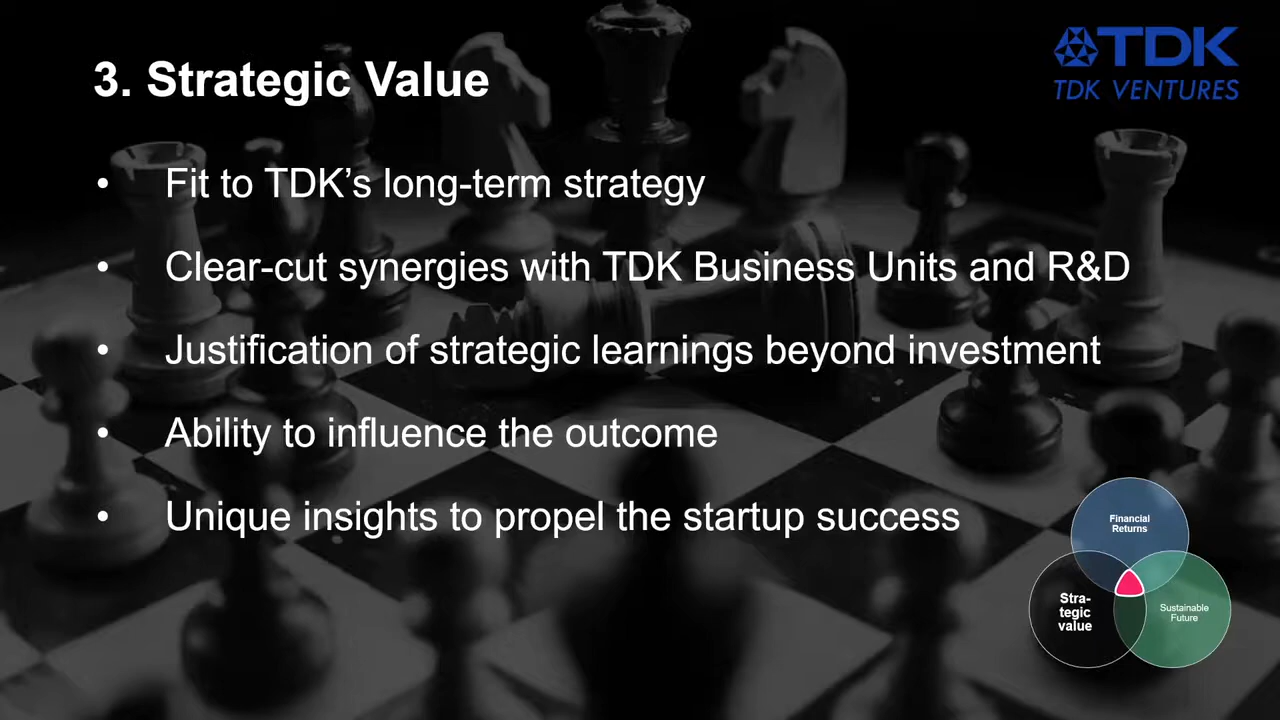 3. Strategic Value
TDK
TDK VENTURES
• Fit to TDK’s long-term strategy
• Clear-cut synergies with TDK Business Units and R&D
• Justification of strategic learnings beyond investment
• Ability to influence the outcome
• Unique insights to propel the startup success
Financial
Returns
Stra-
tegic
value
Sustainable
Future